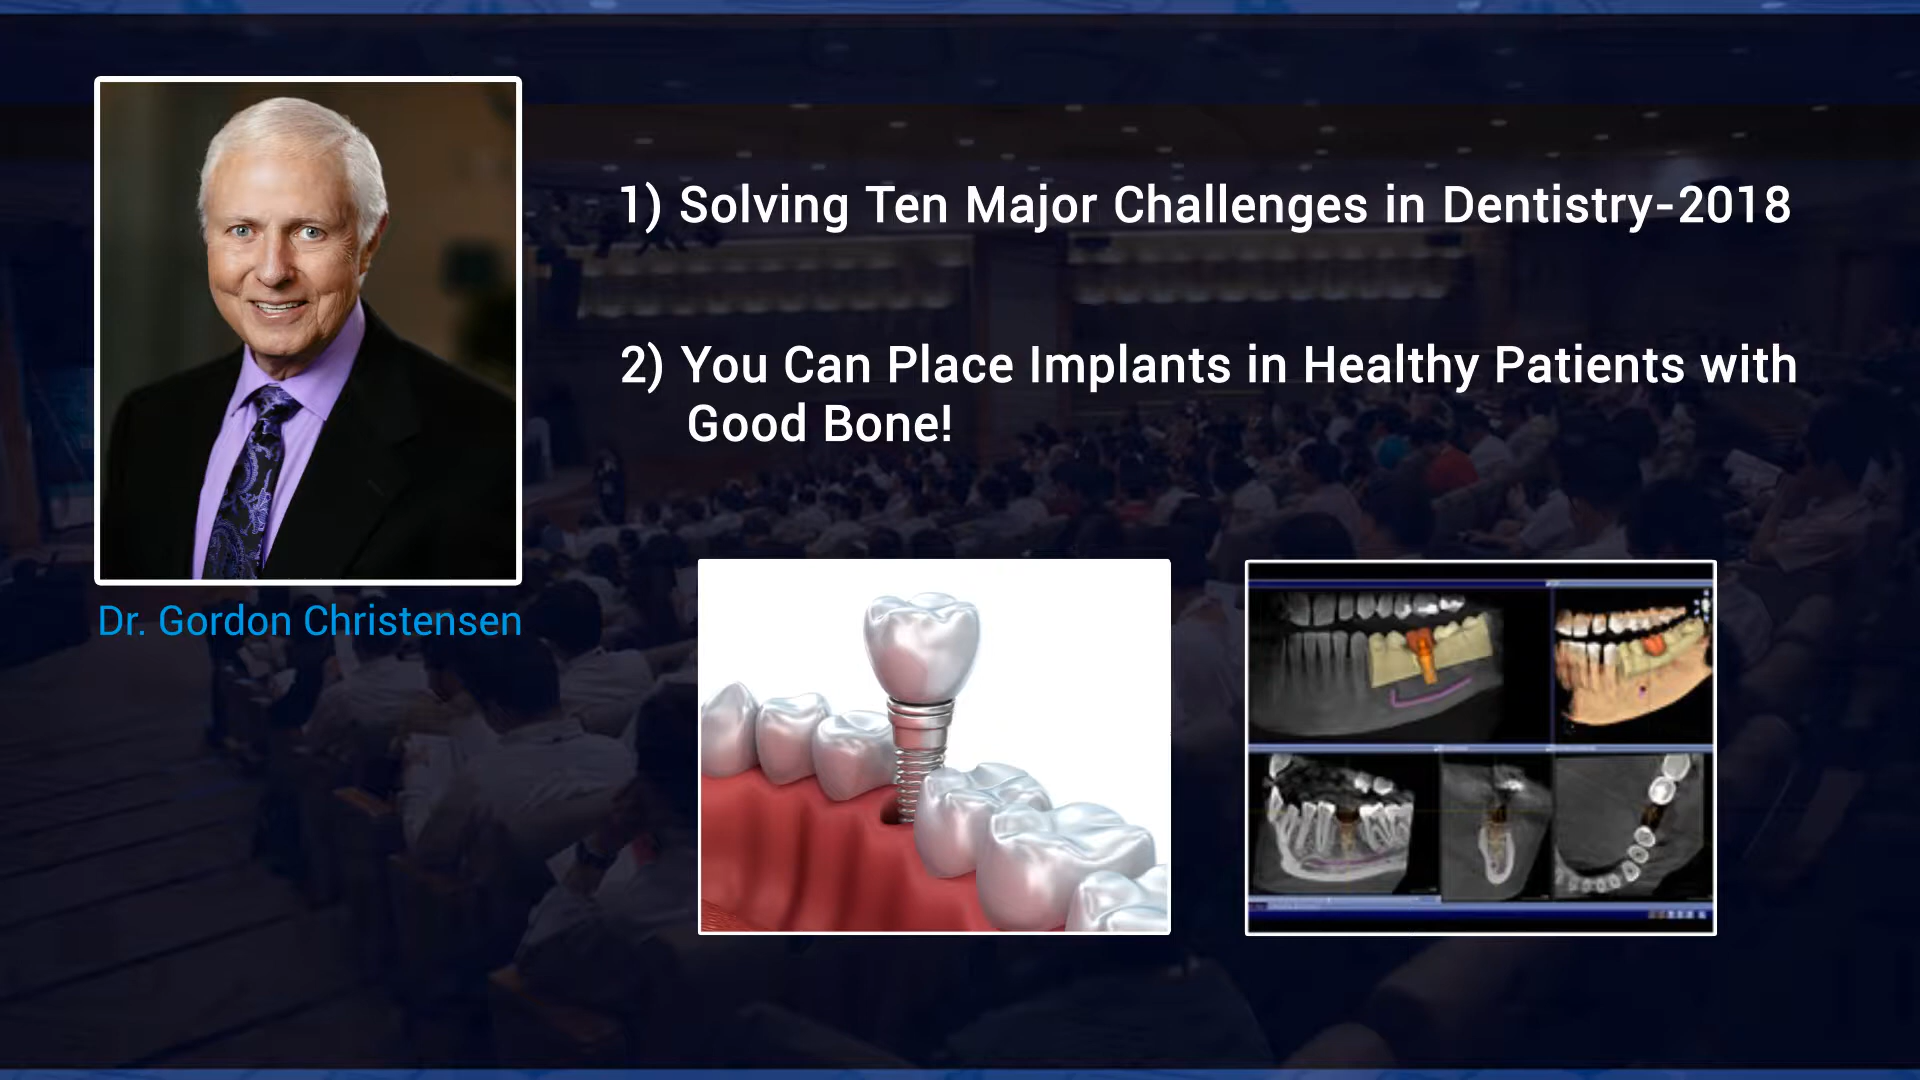 1) Solving Ten Major Challenges in Dentistry-2018
2) You Can Place Implants in Healthy Patients with
Good Bone!
Dr. Gordon Christensen